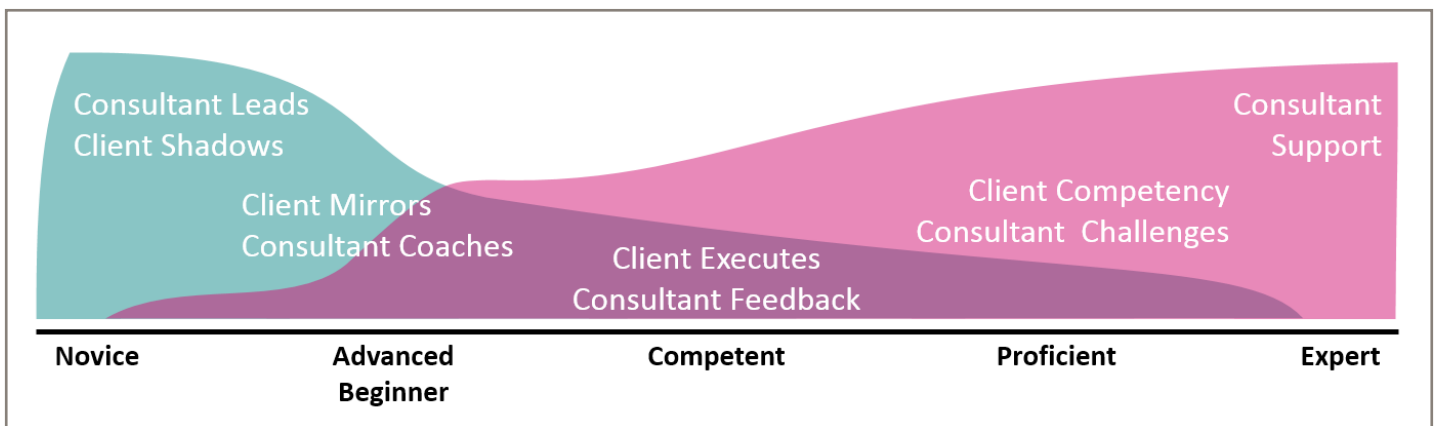 Consultant Leads
Client Shadows
Client Mirrors
Consultant Coaches
Client Executes
Consultant Feedback
Client Competency
Consultant Challenges
Consultant
Support
Novice
Advanced
Beginner
Competent
Proficient
Expert